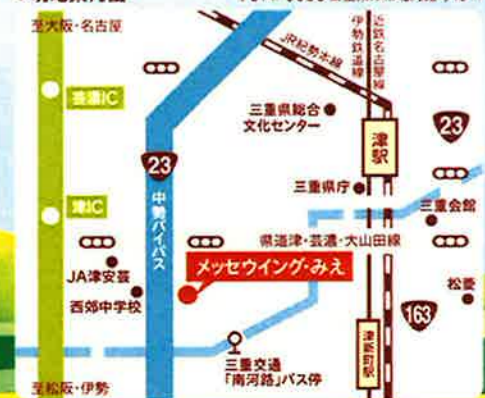 至大阪・名古屋
芸濃IC
津IC
至松阪・伊勢
23
中勢バイパス
JR紀勢本線
伊勢鉄道線
近鉄名古屋線
三重県総合
文化センター
津駅
23
三重県庁
三重会館
県道津・芸濃・大山田線
JA津安芸
西郊中学校
メッセウイング・みえ
松菱
163
津新町駅
三重交通
「南河路」バス停